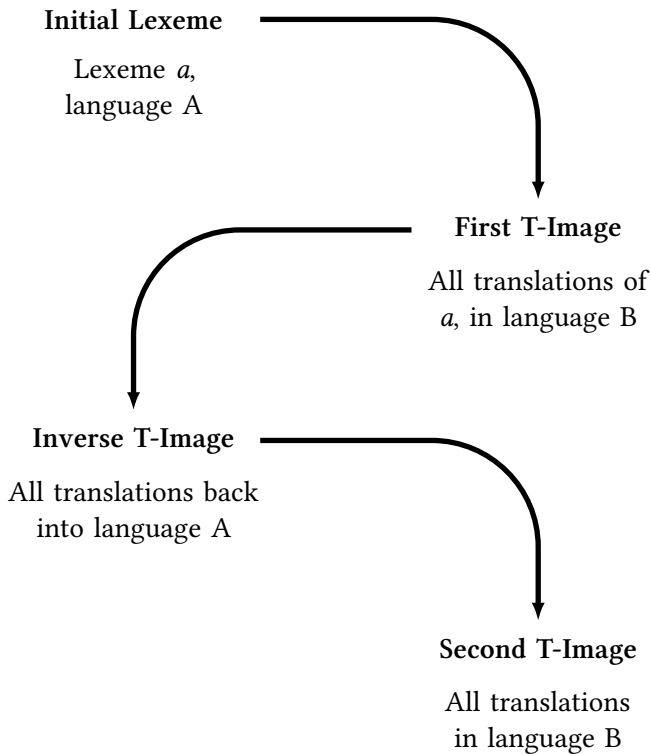 Initial Lexeme
Lexeme a,
language A
First T-Image
All translations of
a, in language B
Inverse T-Image
All translations back
into language A
Second T-Image
All translations
in language B